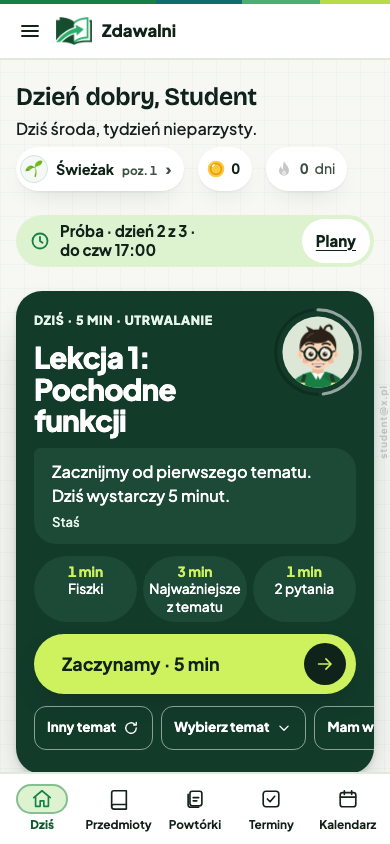 Zdawalni
Dzień dobry, Student
Dziś środa, tydzień nieparzysty.
Świeżak poz. 1 ›
0
0 dni
Próba · dzień 2 z 3 ·
do czw 17:00
Plany
DZIŚ · 5 MIN · UTRWALANIE
Lekcja 1:
Pochodne
funkcji
Zacznijmy od pierwszego tematu.
Dziś wystarczy 5 minut.
Staś
1 min
Fiszki
3 min
Najważniejsze
z tematu
1 min
2 pytania
Zaczynamy · 5 min
Inny temat
Wybierz temat
Mam w
student@x.pl
Dziś
Przedmioty
Powtórki
Terminy
Kalendarz